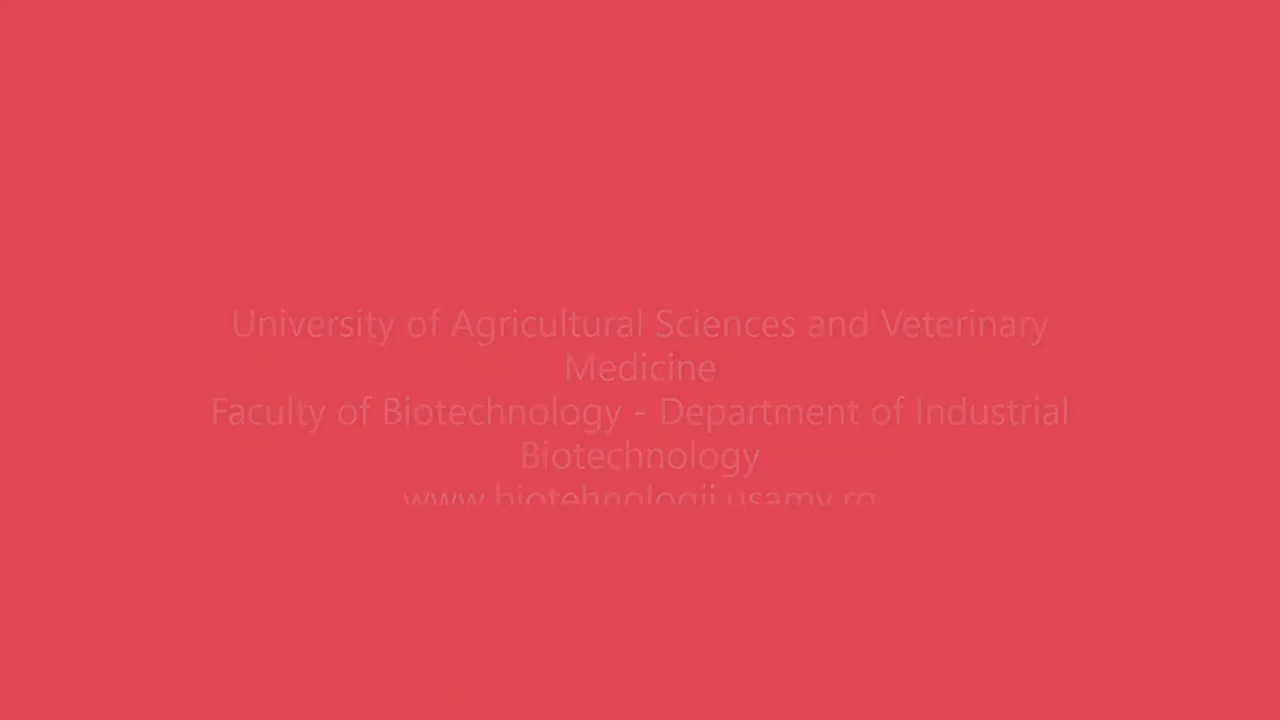 University of Agricultural Sciences and Veterinary
Medicine
Faculty of Biotechnology - Department of Industrial
Biotechnology
www.biotehnologii.usamv.ro